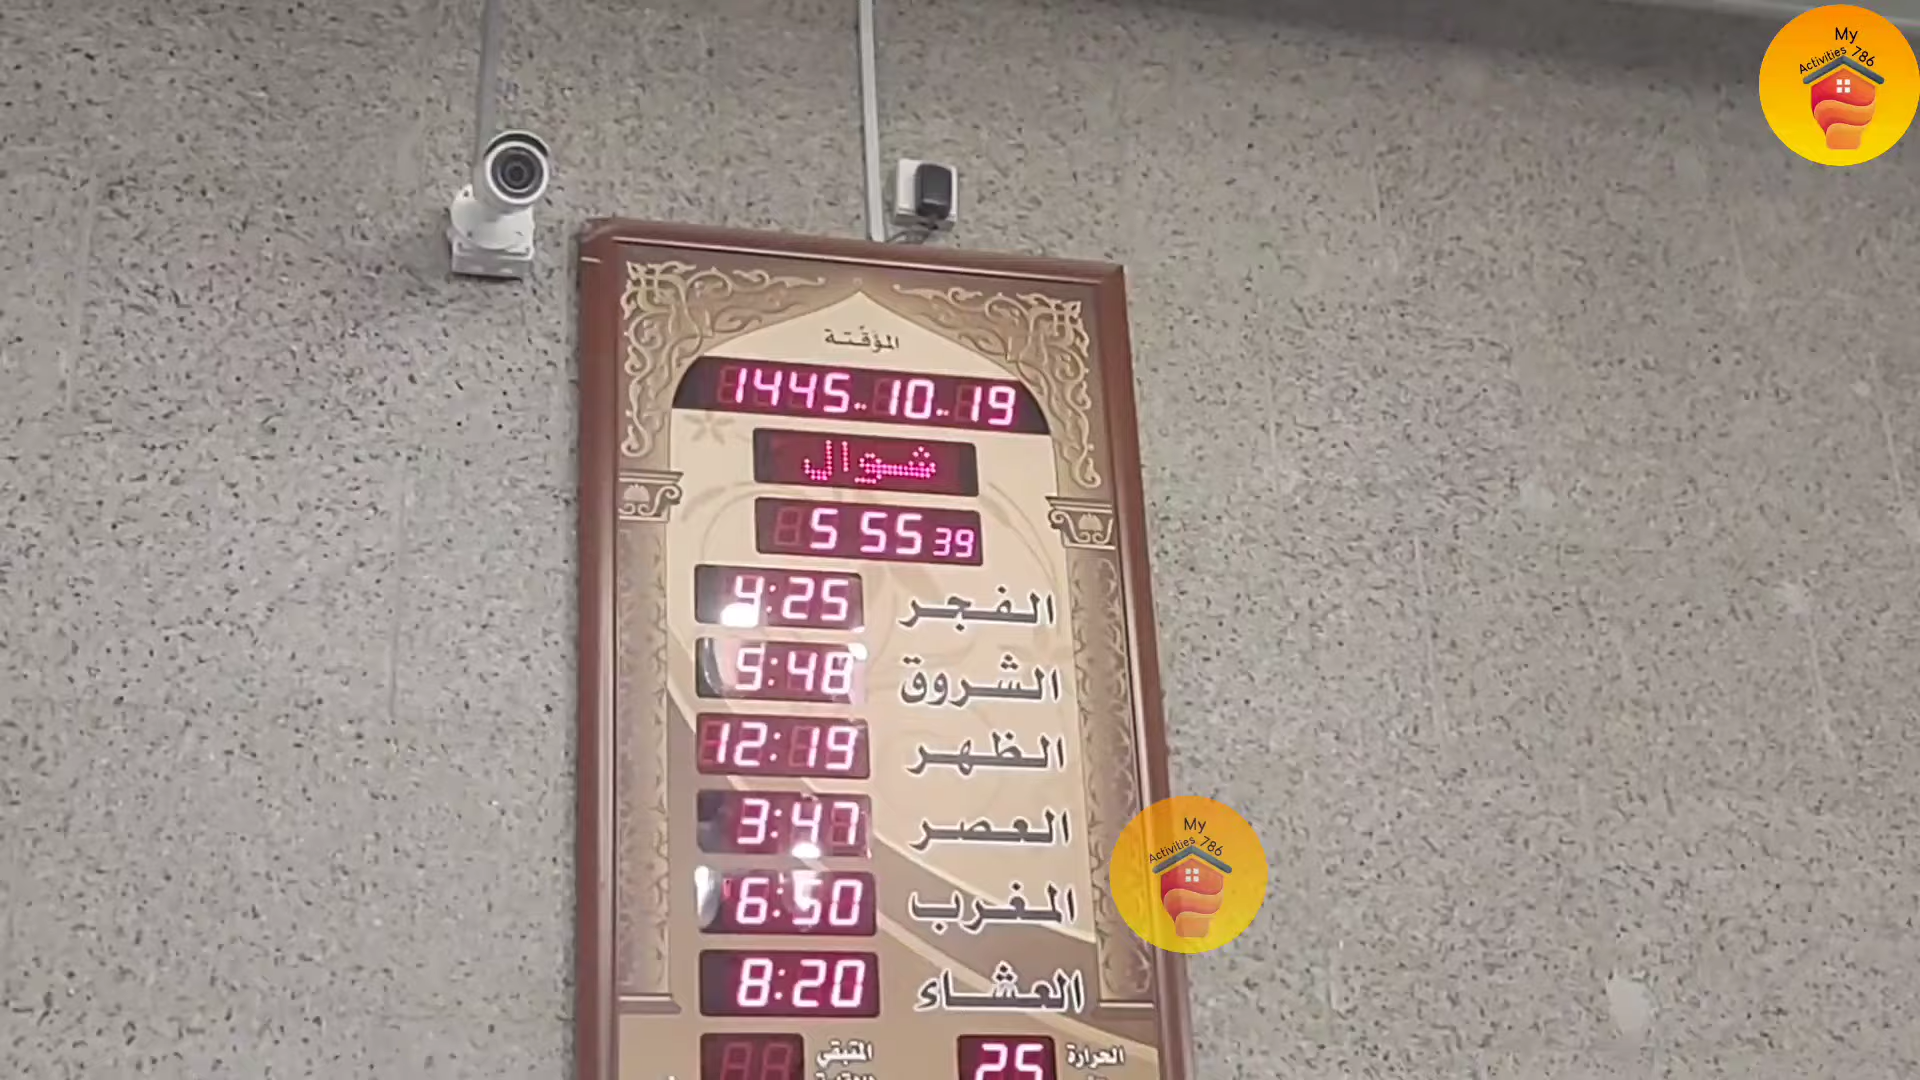 My
Activities 786
المؤقتة
1445 10 19
شوال
5 55 39
4:25 الفجر
5:48 الشروق
12:19 الظهر
3:47 العصر
6:50 المغرب
8:20 العشاء
المتبقي
25 الحرارة
My
Activities 786